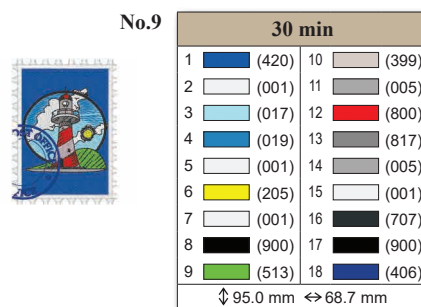 No.9
30 min
1 (420) 10 (399)
2 (001) 11 (005)
3 (017) 12 (800)
4 (019) 13 (817)
5 (001) 14 (005)
6 (205) 15 (001)
7 (001) 16 (707)
8 (900) 17 (900)
9 (513) 18 (406)
↕ 95.0 mm ↔ 68.7 mm
OFFIC